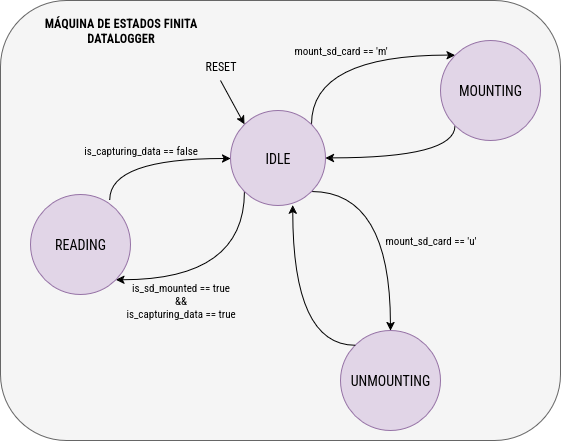 MÁQUINA DE ESTADOS FINITA
DATALOGGER
RESET
mount_sd_card == 'm'
MOUNTING
is_capturing_data == false
IDLE
READING
mount_sd_card == 'u'
is_sd_mounted == true
&&
is_capturing_data == true
UNMOUNTING